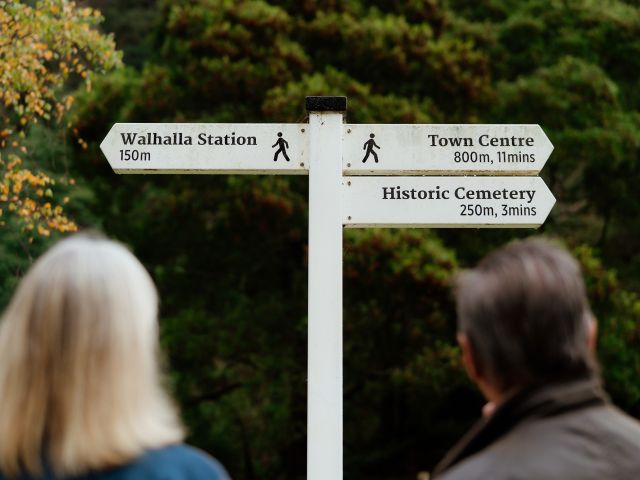 Walhalla Station
150m
Town Centre
800m, 11mins
Historic Cemetery
250m, 3mins